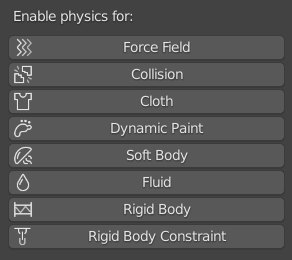 Enable physics for:
Force Field
Collision
Cloth
Dynamic Paint
Soft Body
Fluid
Rigid Body
Rigid Body Constraint